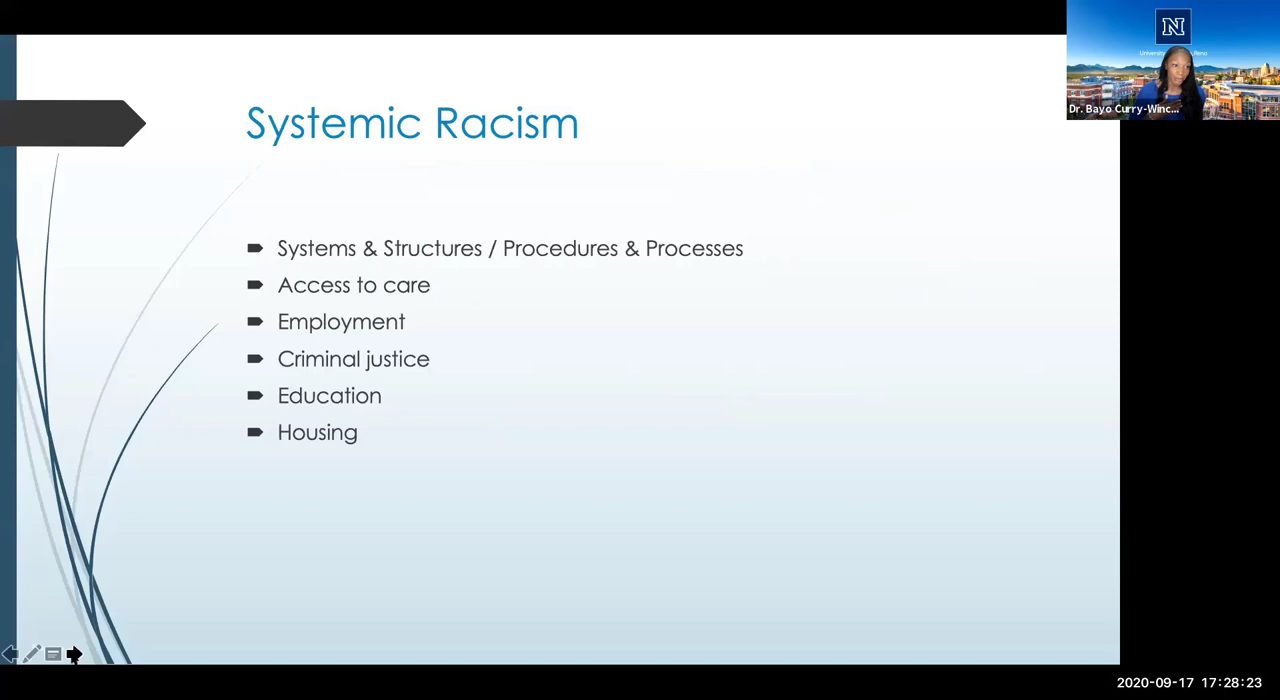 Systemic Racism
Systems & Structures / Procedures & Processes
Access to care
Employment
Criminal justice
Education
Housing
N
Dr. Bayo Curry-Winc...
2020-09-17 17:28:23